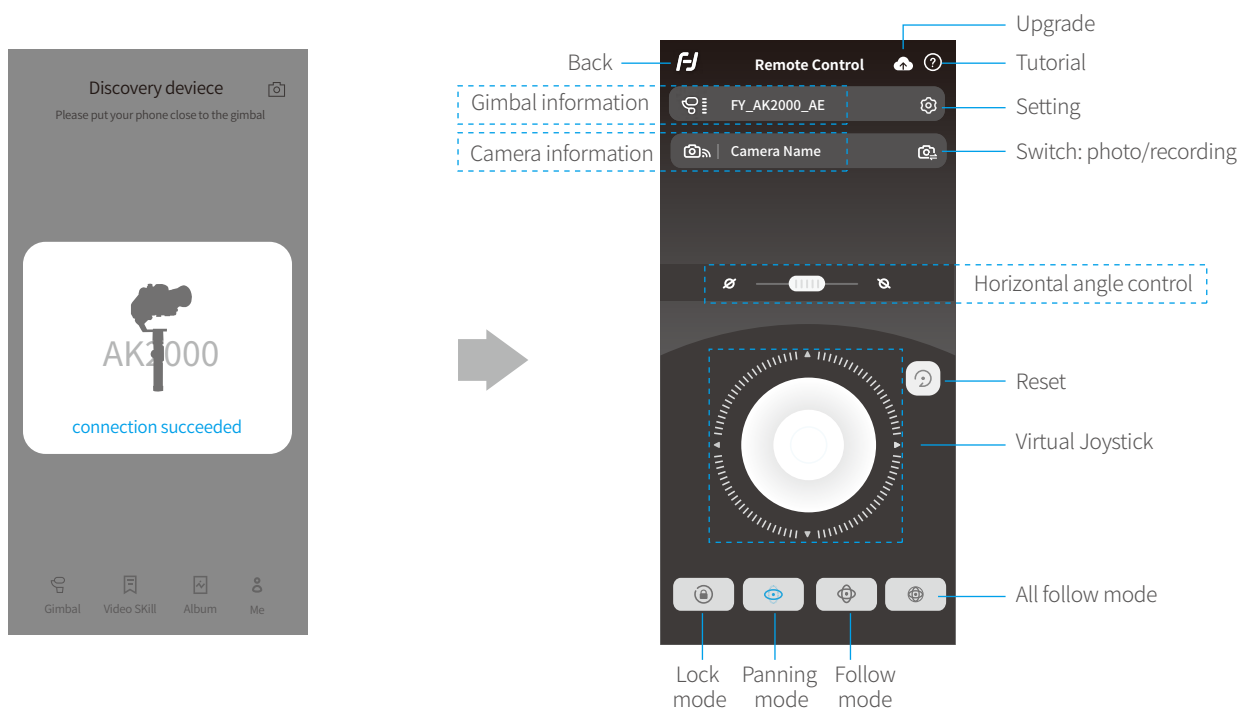 Discovery deviece
Please put your phone close to the gimbal
AK2000
connection succeeded
Gimbal
Video SKill
Album
Me
Upgrade
Back
Remote Control
Tutorial
Gimbal information
FY_AK2000_AE
Setting
Camera information
Camera Name
Switch: photo/recording
Horizontal angle control
Reset
Virtual Joystick
All follow mode
Lock
mode
Panning
mode
Follow
mode